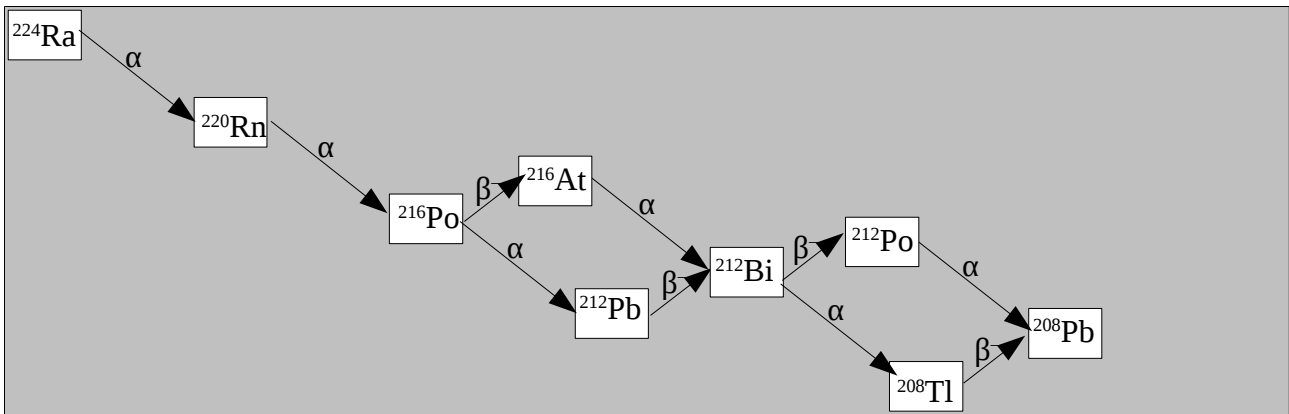 ²²⁴Ra
α
²²⁰Rn
α
²¹⁶Po
β⁻
²¹⁶At
α
α
²¹²Pb
β⁻
²¹²Bi
β⁻
²¹²Po
α
α
²⁰⁸Tl
β⁻
²⁰⁸Pb